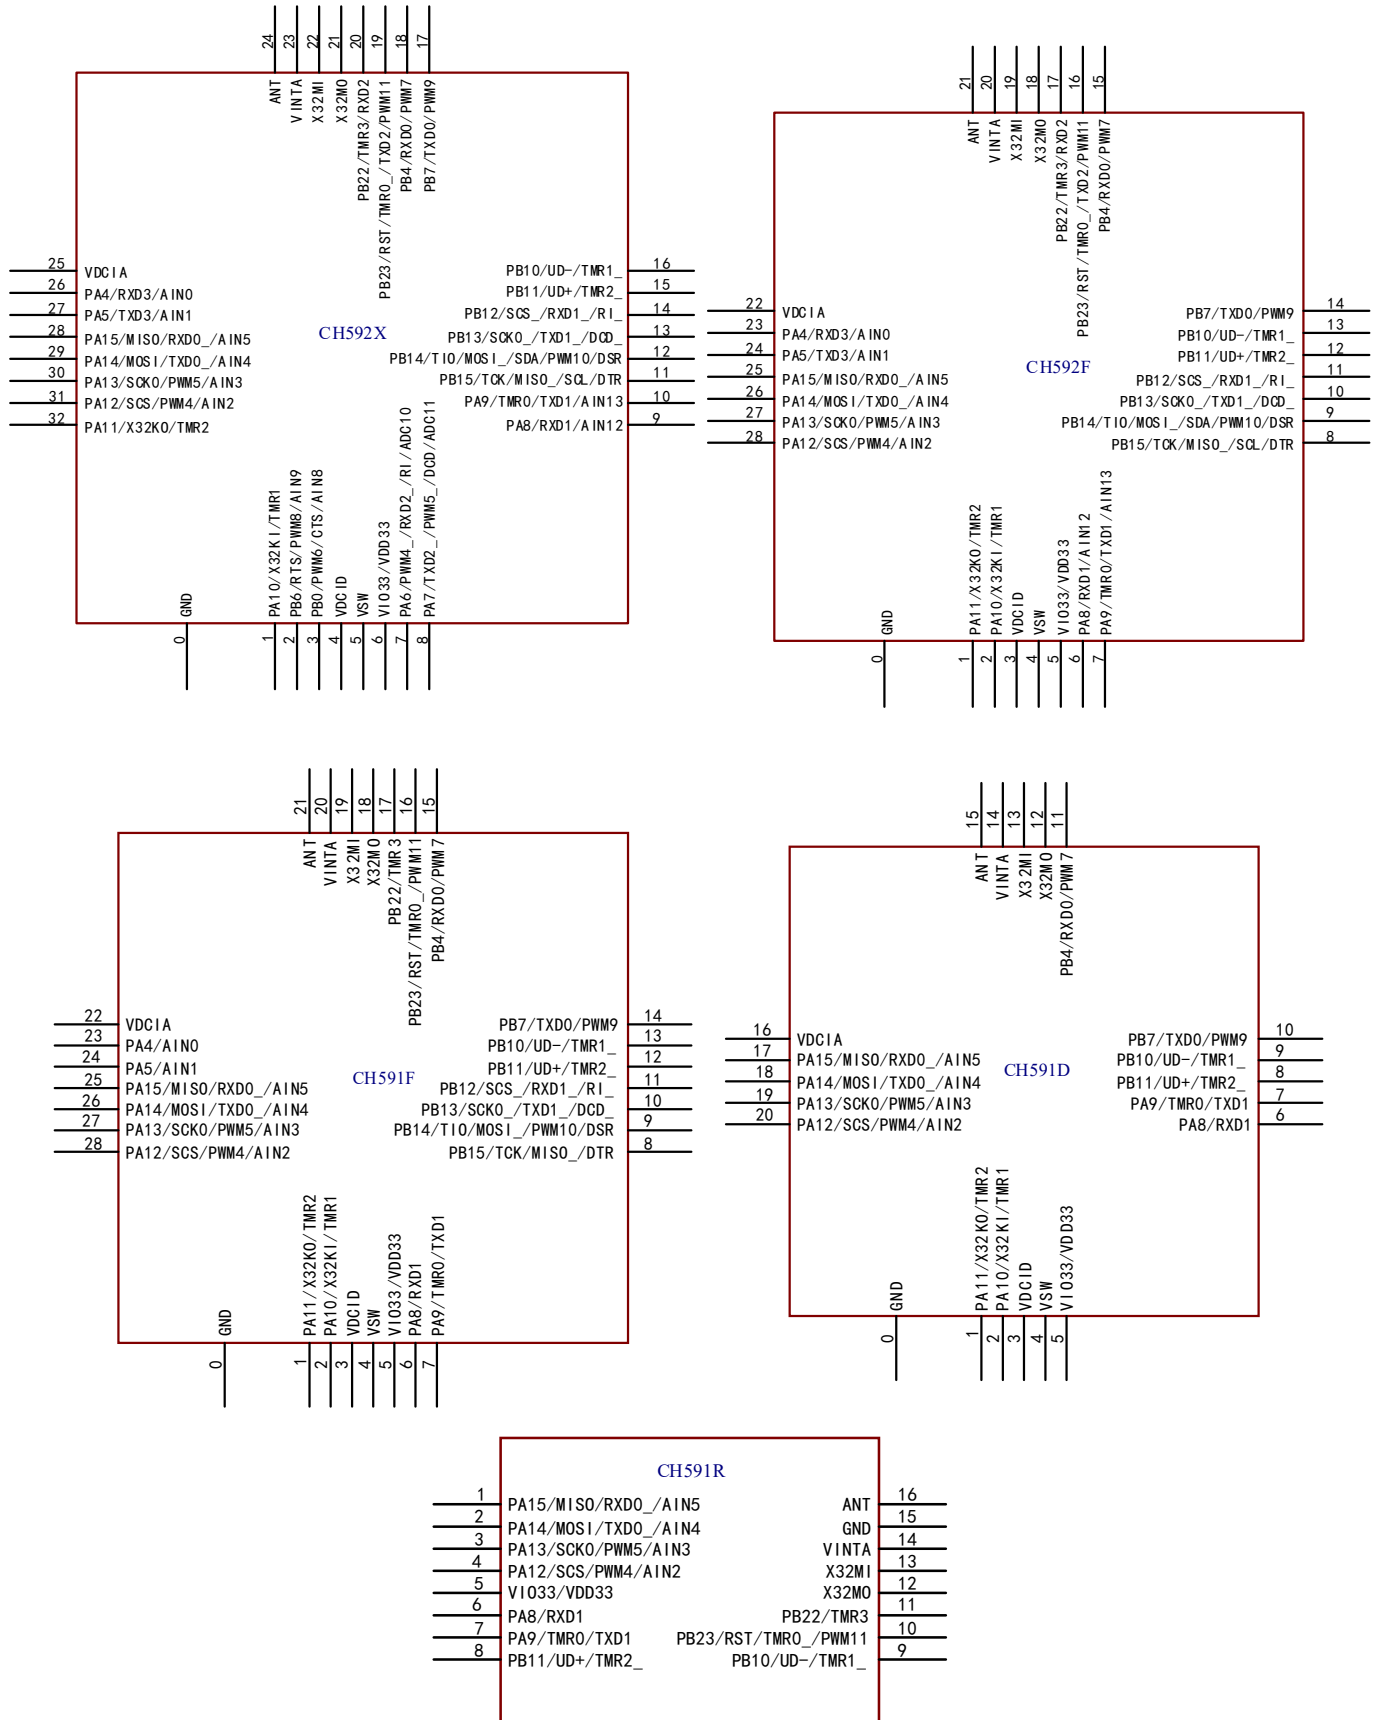 24 23 22 21 20 19 18 17
ANT
VINTA
X32MI
X32MO
PB22/TMR3/RXD2
PB23/RST/TMR0_/TXD2/PWM11
PB4/RXD0/PWM7
PB7/TXD0/PWM9
25 VDCIA
26 PA4/RXD3/AIN0
27 PA5/TXD3/AIN1
28 PA15/MISO/RXD0_/AIN5
29 PA14/MOSI/TXD0_/AIN4
30 PA13/SCK0/PWM5/AIN3
31 PA12/SCS/PWM4/AIN2
32 PA11/X32KO/TMR2
CH592X
PB10/UD-/TMR1_ 16
PB11/UD+/TMR2_ 15
PB12/SCS_/RXD1_/RI_ 14
PB13/SCK0_/TXD1_/DCD_ 13
PB14/TIO/MOSI_/SDA/PWM10/DSR 12
PB15/TCK/MISO_/SCL/DTR 11
PA9/TMR0/TXD1/AIN13 10
PA8/RXD1/AIN12 9
GND
PA10/X32KI/TMR1
PB6/RTS/PWM8/AIN9
PB0/PWM6/CTS/AIN8
VDCID
VSW
VIO33/VDD33
PA6/PWM4_/RXD2_/RI/ADC10
PA7/TXD2_/PWM5_/DCD/ADC11
0 1 2 3 4 5 6 7 8
21 20 19 18 17 16 15
ANT
VINTA
X32MI
X32MO
PB22/TMR3/RXD2
PB23/RST/TMR0_/TXD2/PWM11
PB4/RXD0/PWM7
22 VDCIA
23 PA4/RXD3/AIN0
24 PA5/TXD3/AIN1
25 PA15/MISO/RXD0_/AIN5
26 PA14/MOSI/TXD0_/AIN4
27 PA13/SCK0/PWM5/AIN3
28 PA12/SCS/PWM4/AIN2
CH592F
PB7/TXD0/PWM9 14
PB10/UD-/TMR1_ 13
PB11/UD+/TMR2_ 12
PB12/SCS_/RXD1_/RI_ 11
PB13/SCK0_/TXD1_/DCD_ 10
PB14/TIO/MOSI_/SDA/PWM10/DSR 9
PB15/TCK/MISO_/SCL/DTR 8
GND
PA11/X32KO/TMR2
PA10/X32KI/TMR1
VDCID
VSW
VIO33/VDD33
PA8/RXD1/AIN12
PA9/TMR0/TXD1/AIN13
0 1 2 3 4 5 6 7
21 20 19 18 17 16 15
ANT
VINTA
X32MI
X32MO
PB22/TMR3
PB23/RST/TMR0_/PWM11
PB4/RXD0/PWM7
22 VDCIA
23 PA4/AIN0
24 PA5/AIN1
25 PA15/MISO/RXD0_/AIN5
26 PA14/MOSI/TXD0_/AIN4
27 PA13/SCK0/PWM5/AIN3
28 PA12/SCS/PWM4/AIN2
CH591F
PB7/TXD0/PWM9 14
PB10/UD-/TMR1_ 13
PB11/UD+/TMR2_ 12
PB12/SCS_/RXD1_/RI_ 11
PB13/SCK0_/TXD1_/DCD_ 10
PB14/TIO/MOSI_/PWM10/DSR 9
PB15/TCK/MISO_/DTR 8
GND
PA11/X32KO/TMR2
PA10/X32KI/TMR1
VDCID
VSW
VIO33/VDD33
PA8/RXD1
PA9/TMR0/TXD1
0 1 2 3 4 5 6 7
15 14 13 12 11
ANT
VINTA
X32MI
X32MO
PB4/RXD0/PWM7
16 VDCIA
17 PA15/MISO/RXD0_/AIN5
18 PA14/MOSI/TXD0_/AIN4
19 PA13/SCK0/PWM5/AIN3
20 PA12/SCS/PWM4/AIN2
CH591D
PB7/TXD0/PWM9 10
PB10/UD-/TMR1_ 9
PB11/UD+/TMR2_ 8
PA9/TMR0/TXD1 7
PA8/RXD1 6
GND
PA11/X32KO/TMR2
PA10/X32KI/TMR1
VDCID
VSW
VIO33/VDD33
0 1 2 3 4 5
CH591R
1 PA15/MISO/RXD0_/AIN5 ANT 16
2 PA14/MOSI/TXD0_/AIN4 GND 15
3 PA13/SCK0/PWM5/AIN3 VINTA 14
4 PA12/SCS/PWM4/AIN2 X32MI 13
5 VIO33/VDD33 X32MO 12
6 PA8/RXD1 PB22/TMR3 11
7 PA9/TMR0/TXD1 PB23/RST/TMR0_/PWM11 10
8 PB11/UD+/TMR2_ PB10/UD-/TMR1_ 9